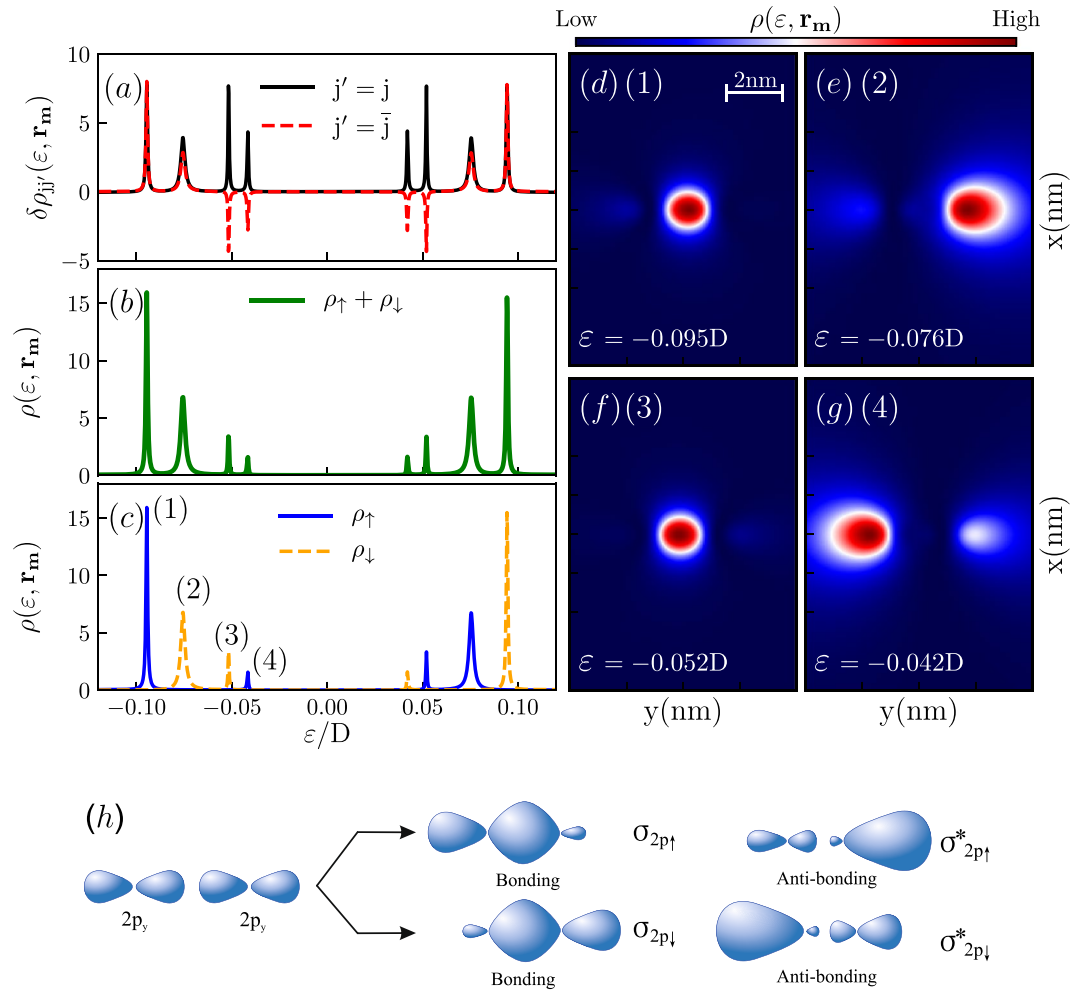 Low ρ(ε, r_m) High
(a)
j′ = j
j′ = j̄
δρ_jj′(ε, r_m)
10
5
0
−5
(b)
ρ↑ + ρ↓
ρ(ε, r_m)
15
10
5
0
(c)
ρ↑
ρ↓
(1)
(2)
(3)
(4)
ρ(ε, r_m)
15
10
5
0
−0.10 −0.05 0.00 0.05 0.10
ε/D
(d) (1)
2nm
ε = −0.095D
(e) (2)
ε = −0.076D
x(nm)
(f) (3)
ε = −0.052D
(g) (4)
ε = −0.042D
x(nm)
y(nm) y(nm)
(h)
2p_y 2p_y
σ_2p↑
Bonding
σ*_2p↑
Anti-bonding
σ_2p↓
Bonding
σ*_2p↓
Anti-bonding